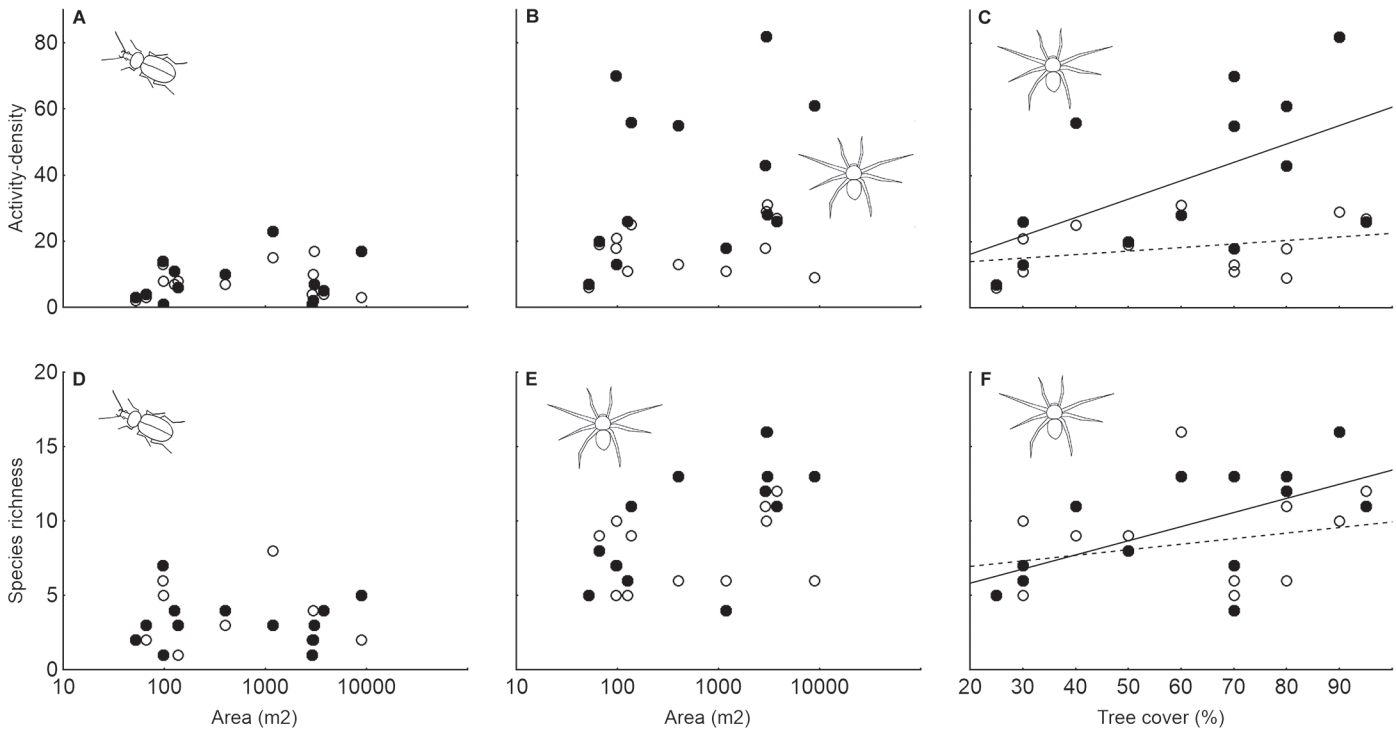 A
B
C
80
60
40
20
0
Activity-density
D
E
F
20
15
10
5
0
Species richness
10 100 1000 10000
10 100 1000 10000
20 30 40 50 60 70 80 90
Area (m2)
Area (m2)
Tree cover (%)